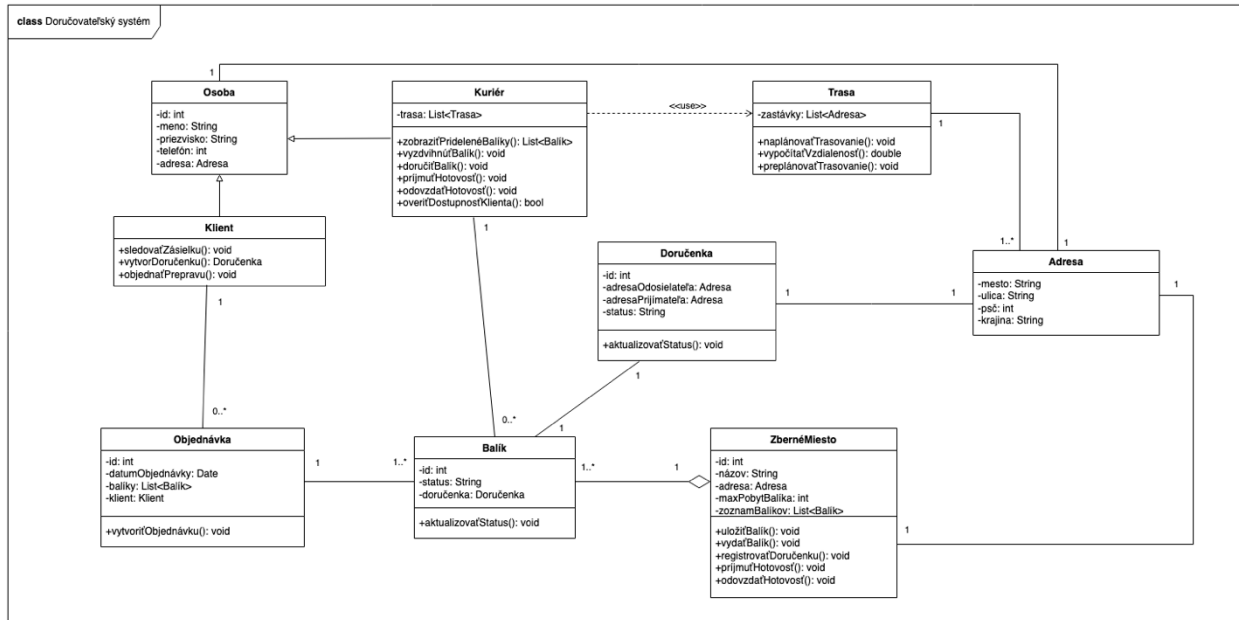 class Doručovateľský systém
1
Osoba
-id: int
-meno: String
-priezvisko: String
-telefón: int
-adresa: Adresa
Kuriér
-trasa: List<Trasa>
+zobraziťPridelenéBalíky(): List<Balík>
+vyzdvihnúťBalík(): void
+doručiťBalík(): void
+prijmuťHotovosť(): void
+odovzdaťHotovosť(): void
+overiťDostupnosťKlienta(): bool
<<use>>
Trasa
-zastávky: List<Adresa>
+naplánovaťTrasovanie(): void
+vypočítaťVzdialenosť(): double
+preplánovaťTrasovanie(): void
1
1
1..*
1
Klient
+sledovaťZásielku(): void
+vytvorDoručenku(): Doručenka
+objednaťPrepravu(): void
1
Doručenka
-id: int
-adresaOdosielateľa: Adresa
-adresaPrijímateľa: Adresa
-status: String
+aktualizovaťStatus(): void
1
1
Adresa
-mesto: String
-ulica: String
-psč: int
-krajina: String
1
1
0..*
0..*
1
Objednávka
-id: int
-datumObjednávky: Date
-balíky: List<Balík>
-klient: Klient
+vytvoriťObjednávku(): void
1
1..*
Balík
-id: int
-status: String
-doručenka: Doručenka
+aktualizovaťStatus(): void
1..*
1
ZbernéMiesto
-id: int
-názov: String
-adresa: Adresa
-maxPobytBalíka: int
-zoznamBalíkov: List<Balík>
+uložiťBalík(): void
+vydaťBalík(): void
+registrovaťDoručenku(): void
+prijmuťHotovosť(): void
+odovzdaťHotovosť(): void
1